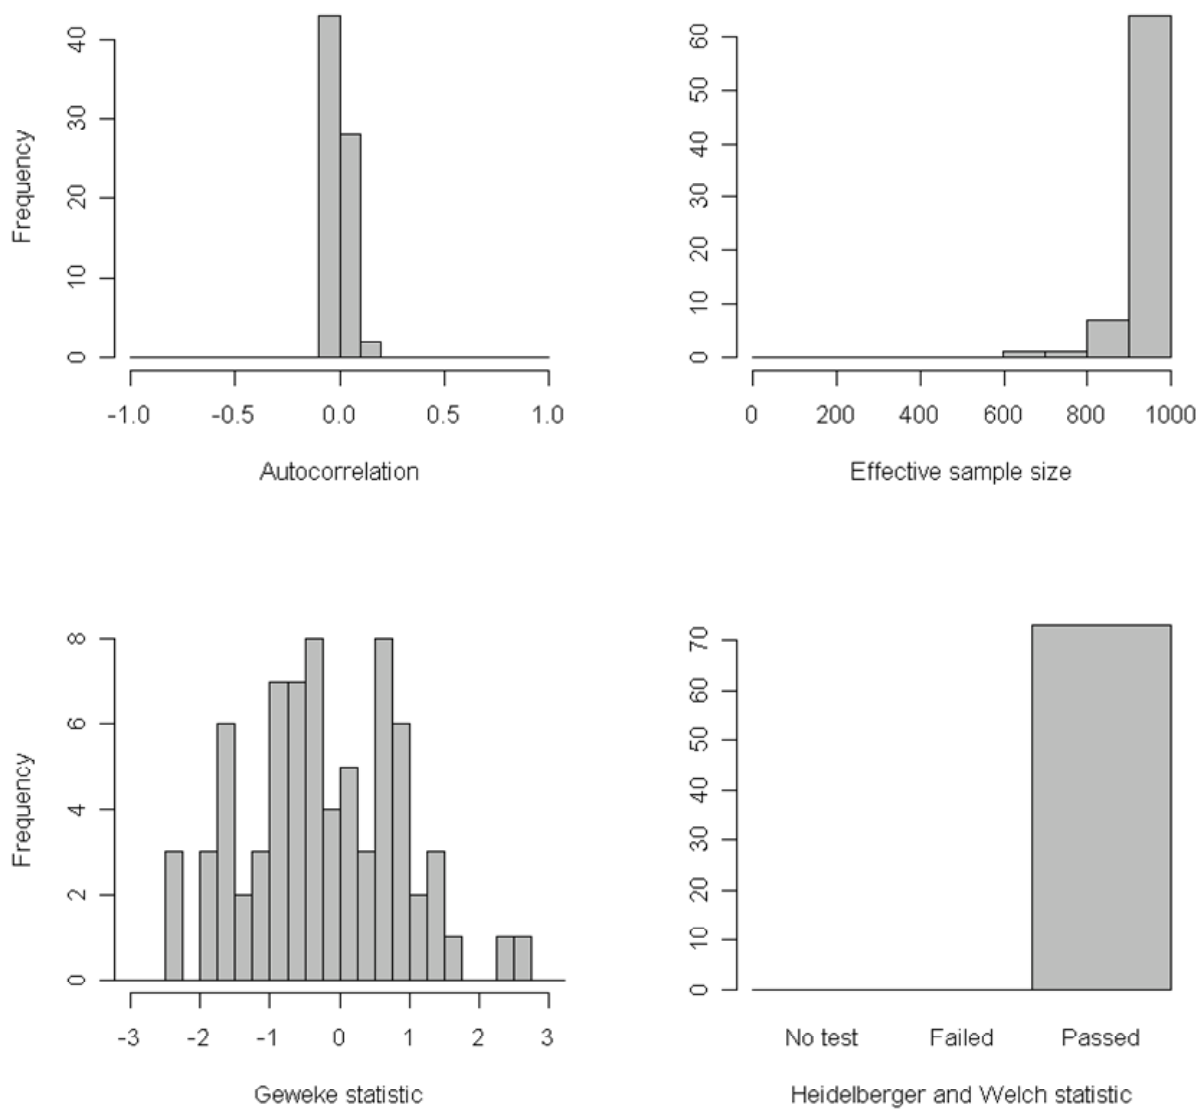 Frequency
0 10 20 30 40
-1.0 -0.5 0.0 0.5 1.0
Autocorrelation
0 10 20 30 40 50 60
0 200 400 600 800 1000
Effective sample size
Frequency
0 2 4 6 8
-3 -2 -1 0 1 2 3
Geweke statistic
0 10 20 30 40 50 60 70
No test Failed Passed
Heidelberger and Welch statistic